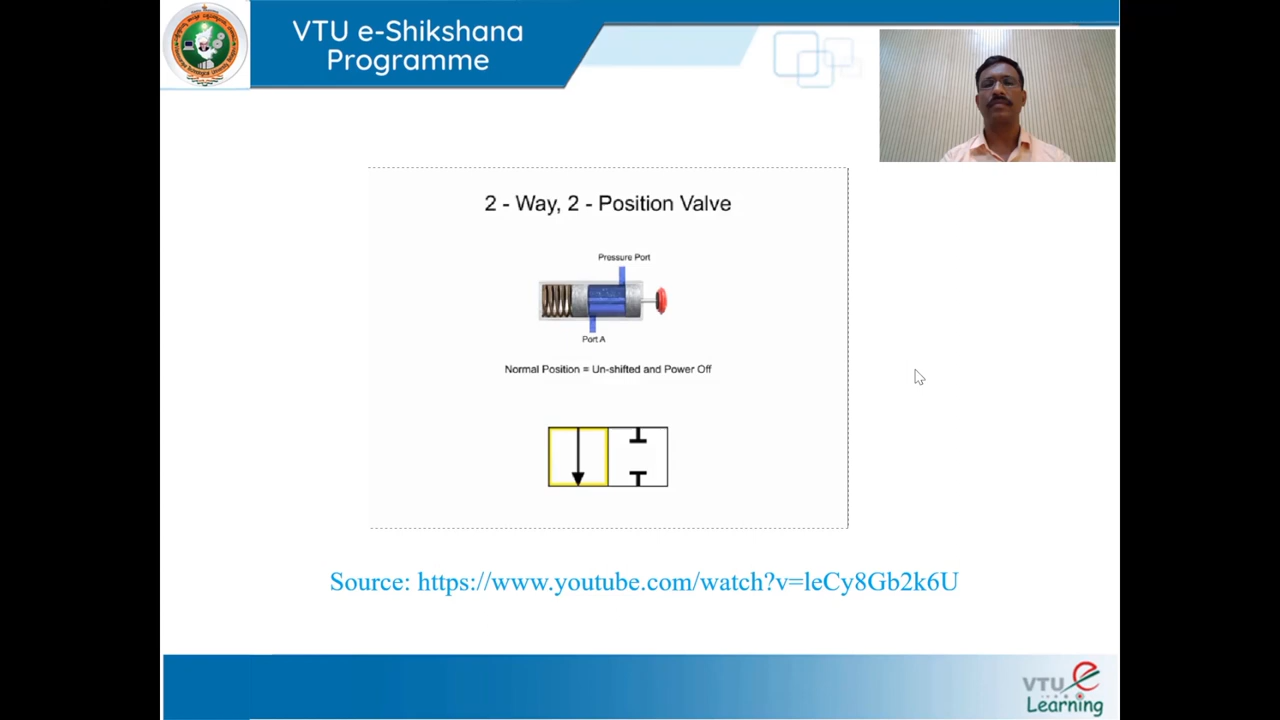 VTU e-Shikshana
Programme
2 - Way, 2 - Position Valve
Pressure Port
Port A
Normal Position = Un-shifted and Power Off
Source: https://www.youtube.com/watch?v=leCy8Gb2k6U
VTU e
Learning